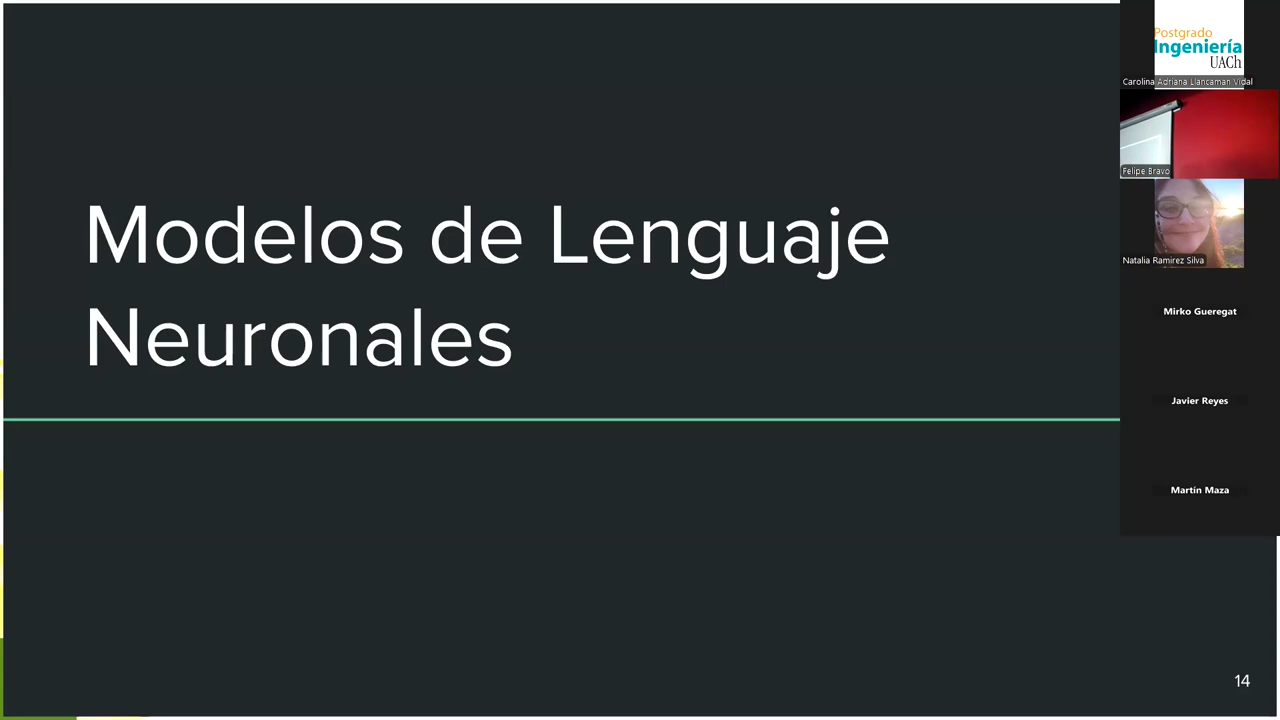 Modelos de Lenguaje
Neuronales
14
Postgrado
Ingeniería
UACh
Carolina Adriana Llancaman Vidal
Felipe Bravo
Natalia Ramirez Silva
Mirko Gueregat
Javier Reyes
Martín Maza